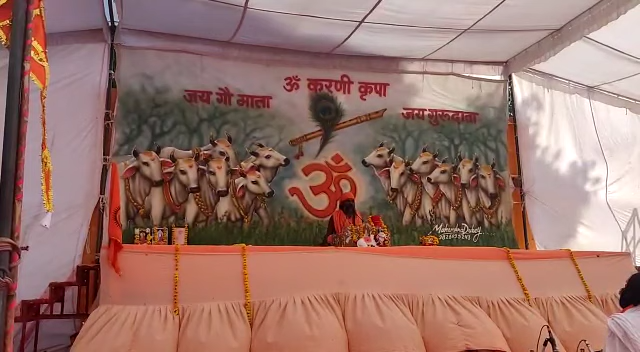 ॐ करणी कृपा
जय गौ माता
जय गुरूदाता
ॐ